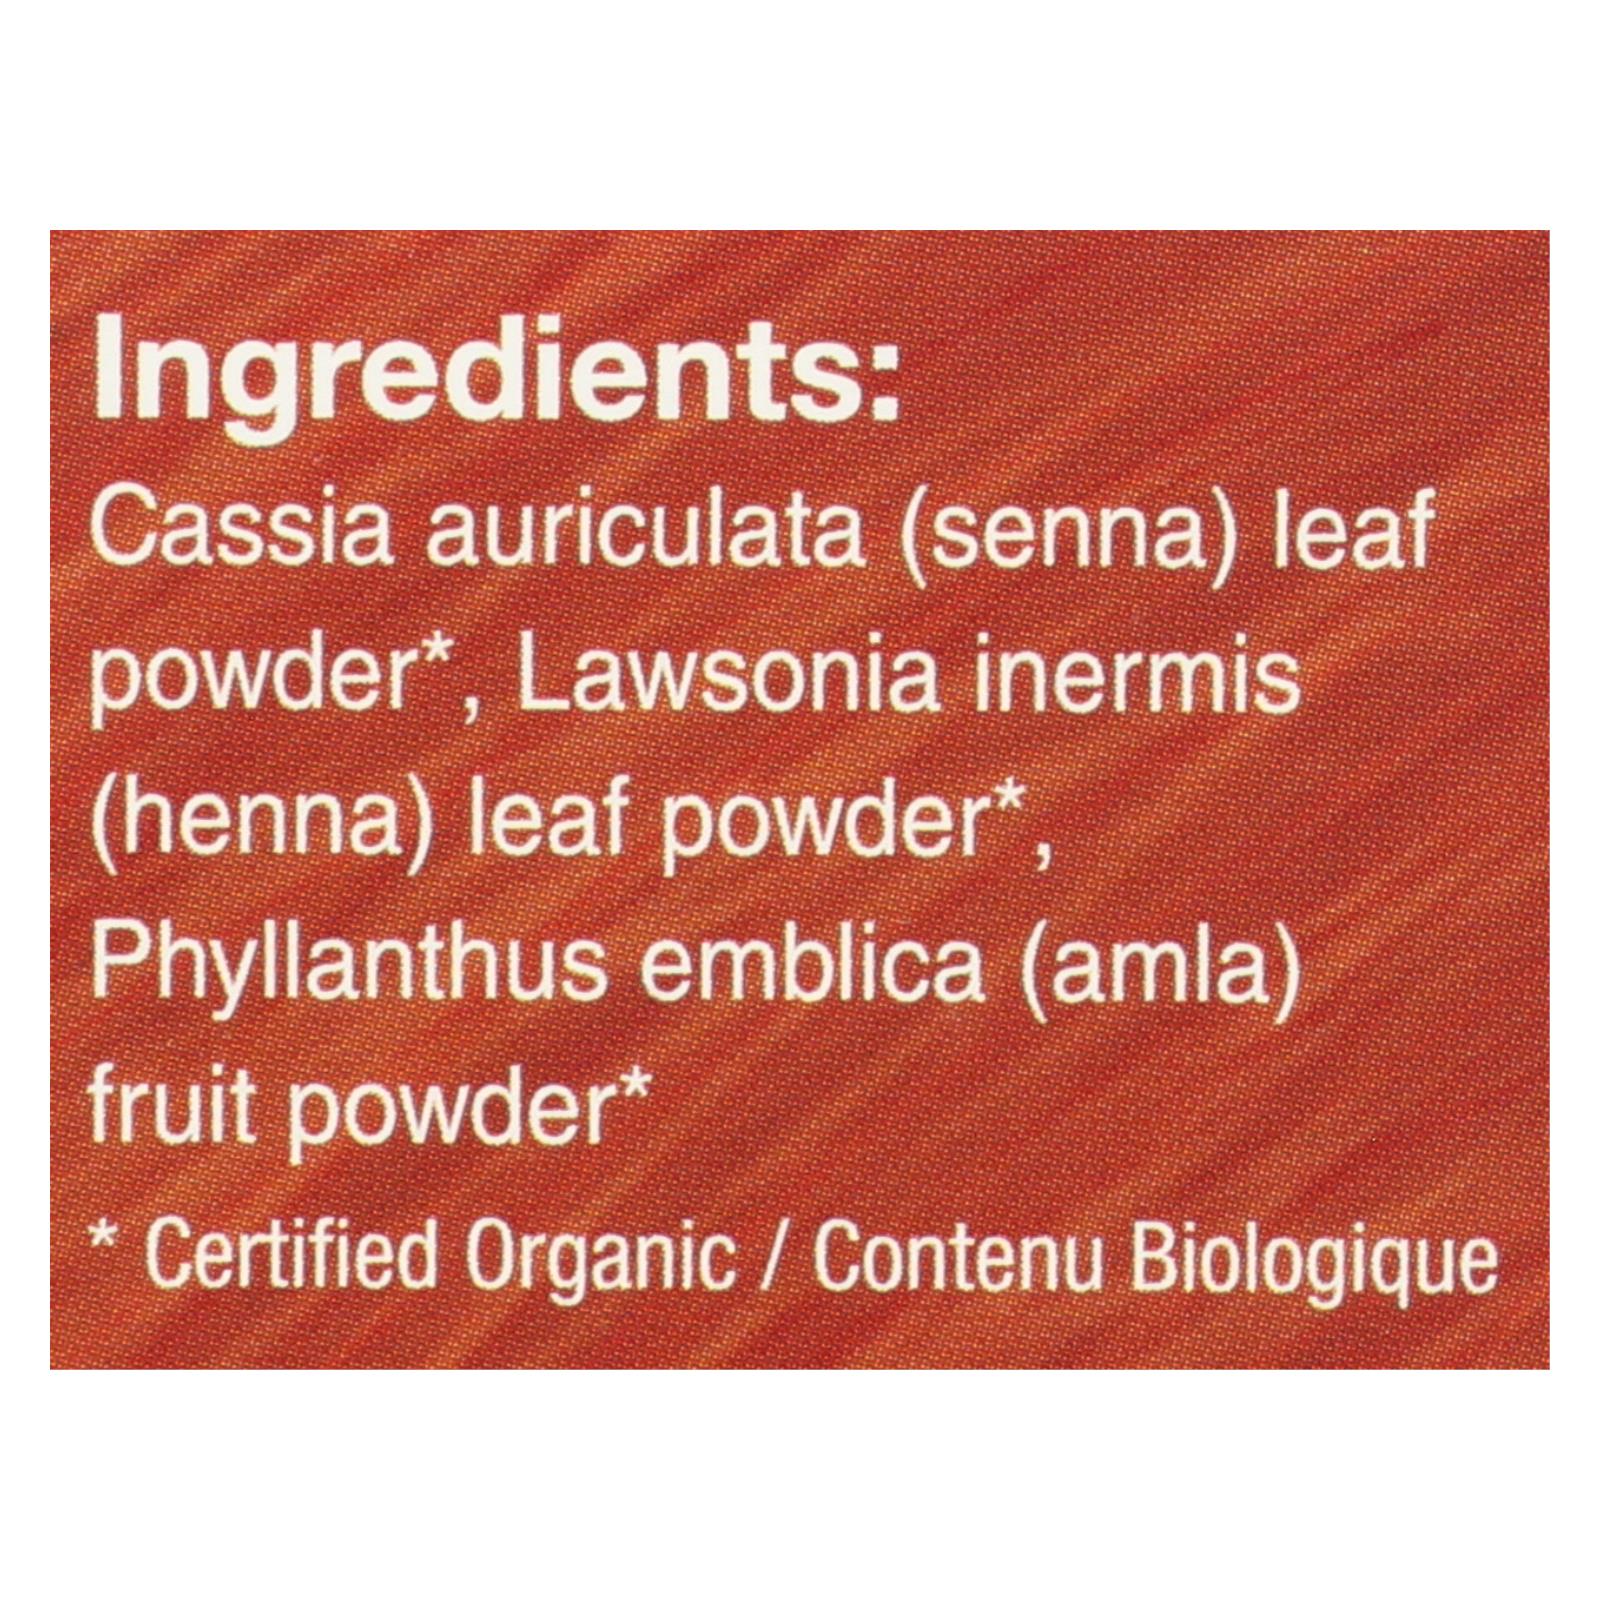 Ingredients:
Cassia auriculata (senna) leaf
powder*, Lawsonia inermis
(henna) leaf powder*,
Phyllanthus emblica (amla)
fruit powder*
* Certified Organic / Contenu Biologique